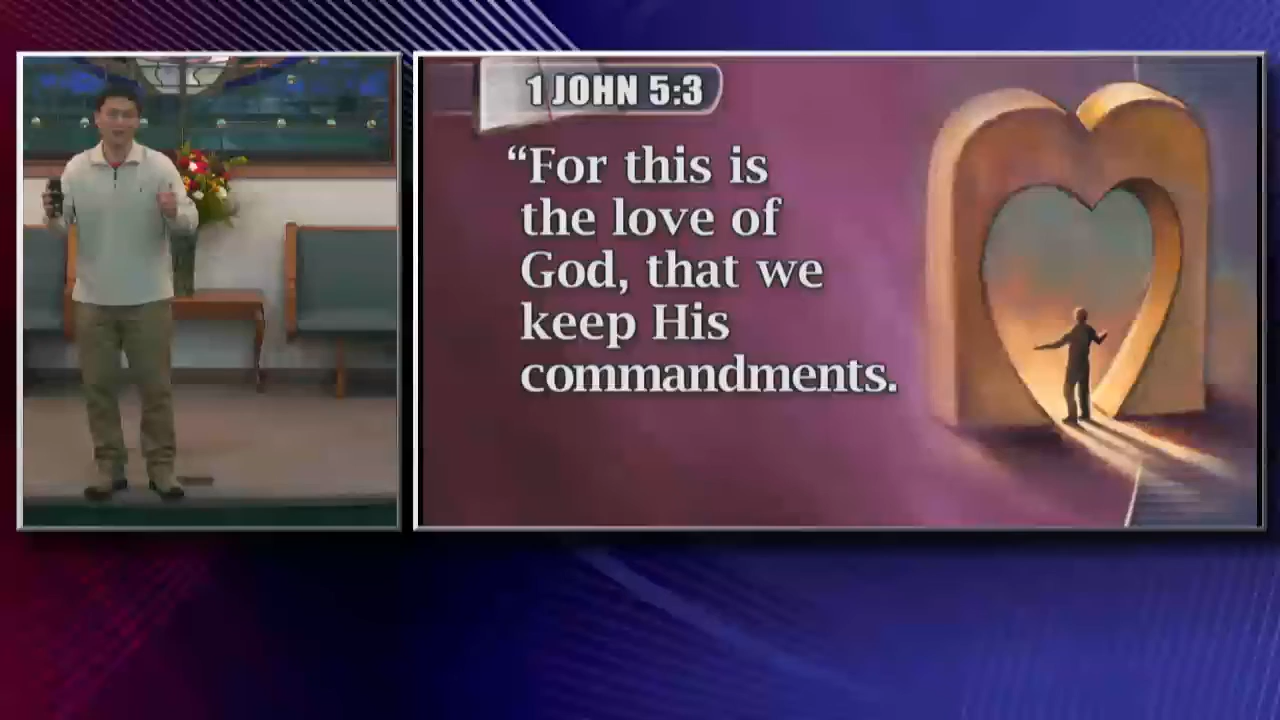 1 JOHN 5:3
“For this is
the love of
God, that we
keep His
commandments.